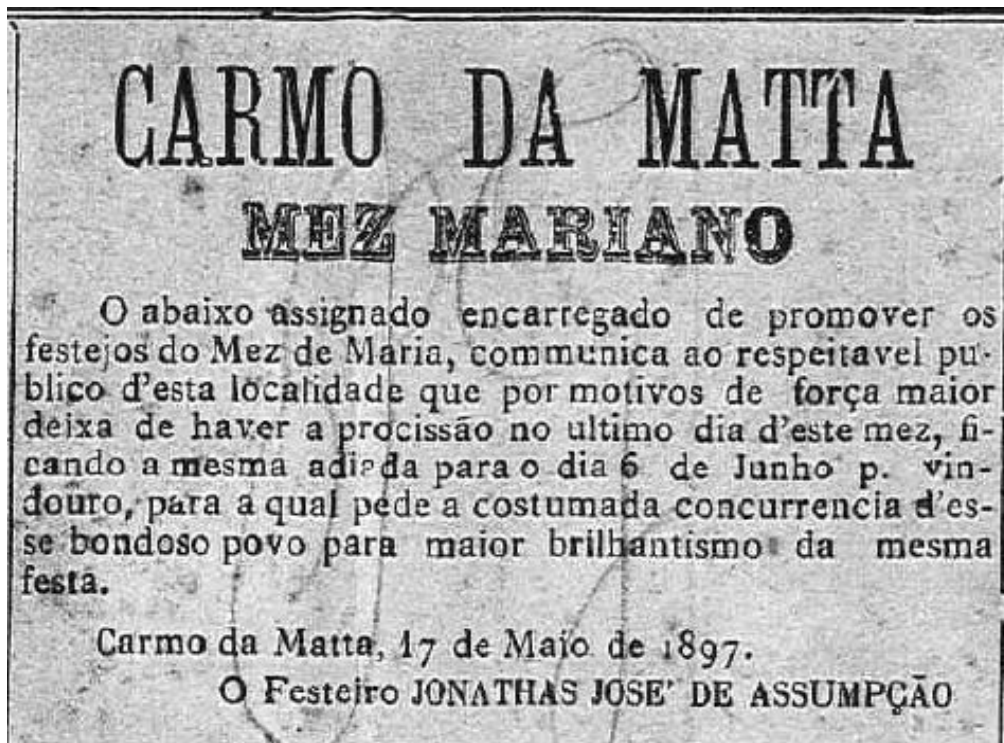 CARMO DA MATTA
MEZ MARIANO
O abaixo assignado encarregado de promover os
festejos do Mez de Maria, communica ao respeitavel pu-
blico d'esta localidade que por motivos de força maior
deixa de haver a procissão no ultimo dia d'este mez, fi-
cando a mesma adiada para o dia 6 de Junho p. vin-
douro, para a qual pede a costumada concurrencia d'es-
se bondoso povo para maior brilhantismo da mesma
festa.
Carmo da Matta, 17 de Maio de 1897.
O Festeiro JONATHAS JOSE' DE ASSUMPÇÃO